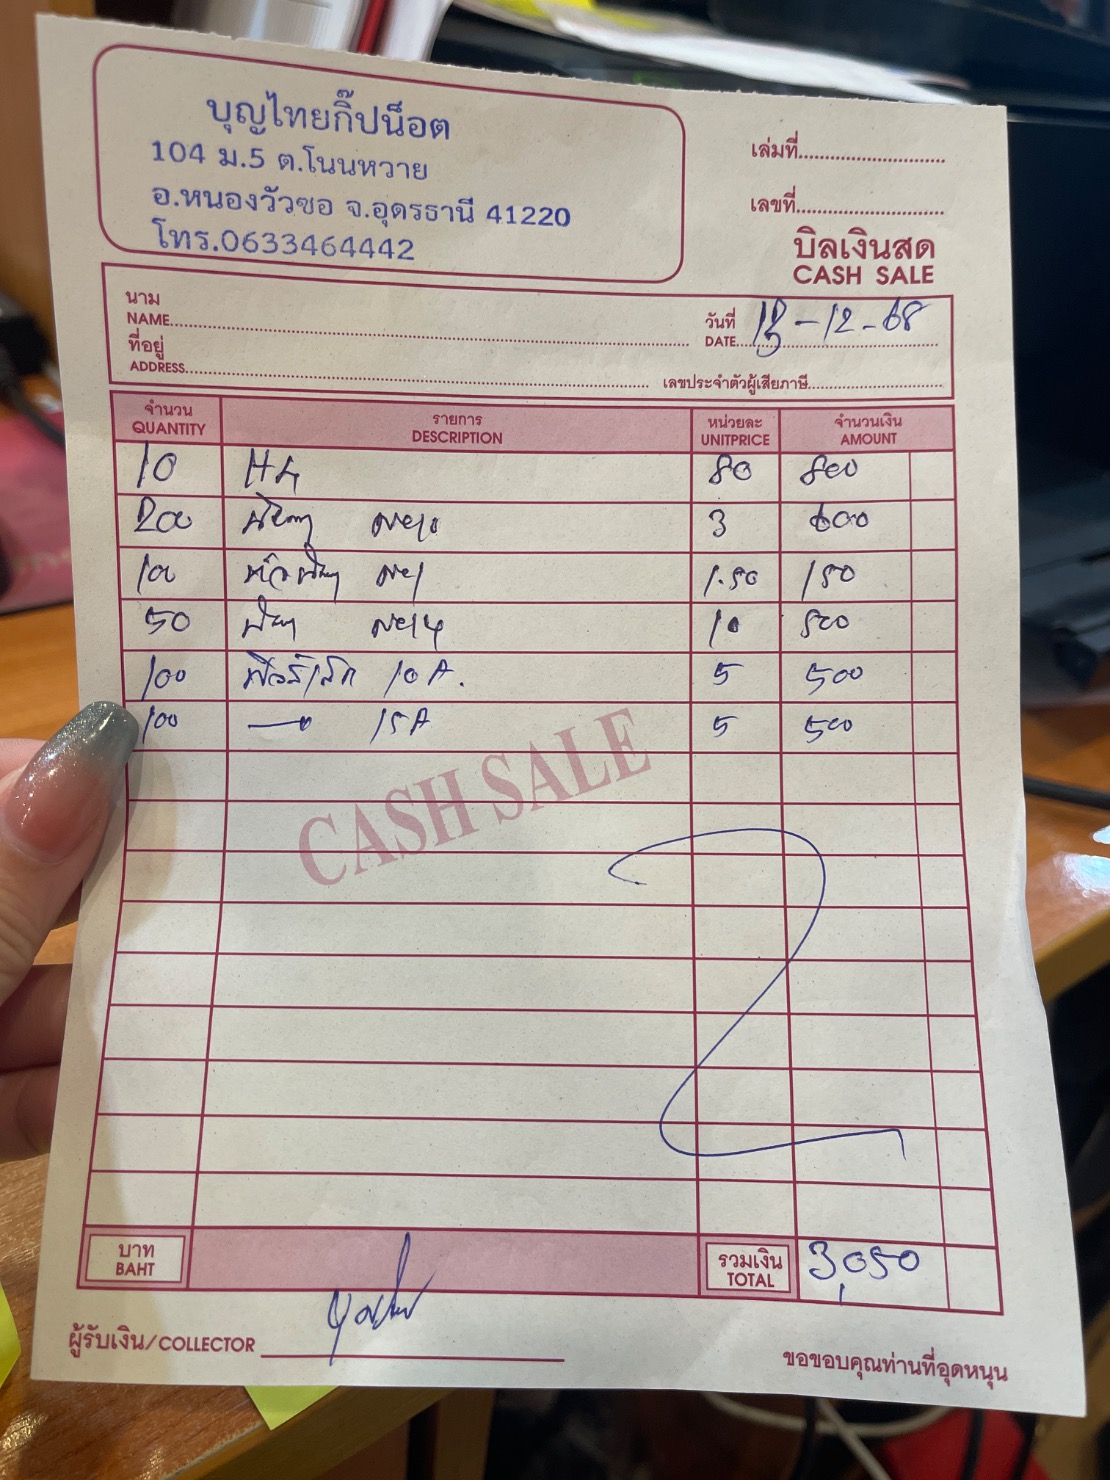 บุญไทยกิ๊ปน็อต
104 ม.5 ต.โนนหวาย
อ.หนองวัวซอ จ.อุดรธานี 41220
โทร.0633464442
เล่มที่
เลขที่
บิลเงินสด
CASH SALE
นาม
NAME
วันที่
DATE -12-68
ที่อยู่
ADDRESS
เลขประจำตัวผู้เสียภาษี
จำนวน รายการ หน่วยละ จำนวนเงิน
QUANTITY DESCRIPTION UNITPRICE AMOUNT
10 H4 80 800
200 3 600
100 1.50 150
50 10 500
100 10A. 5 500
100 15A 5 500
CASH SALE
บาท
BAHT
รวมเงิน
TOTAL
3,050
ผู้รับเงิน/COLLECTOR
ขอขอบคุณท่านที่อุดหนุน